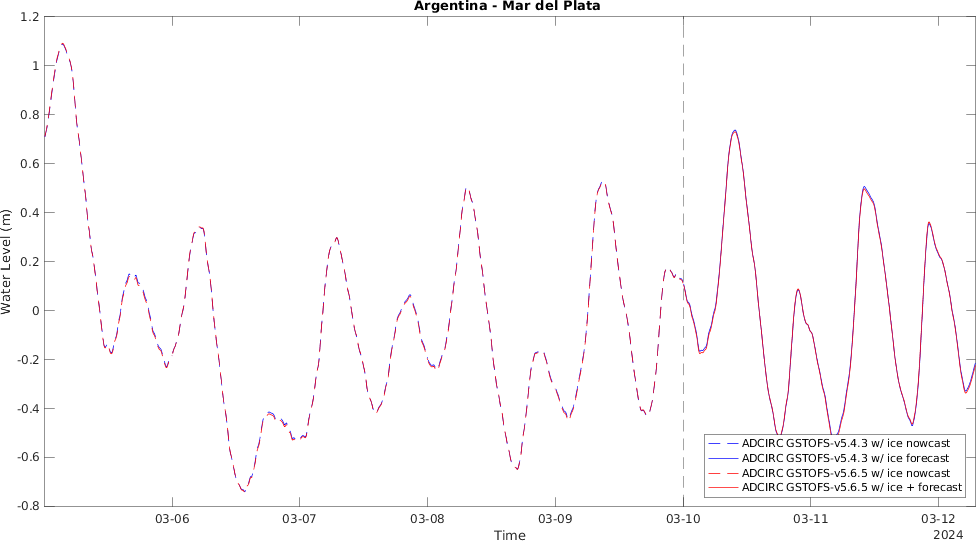 Argentina - Mar del Plata
1.2
1
0.8
0.6
0.4
0.2
0
-0.2
-0.4
-0.6
-0.8
Water Level (m)
ADCIRC GSTOFS-v5.4.3 w/ ice nowcast
ADCIRC GSTOFS-v5.4.3 w/ ice forecast
ADCIRC GSTOFS-v5.6.5 w/ ice nowcast
ADCIRC GSTOFS-v5.6.5 w/ ice + forecast
03-06 03-07 03-08 03-09 03-10 03-11 03-12
Time
2024